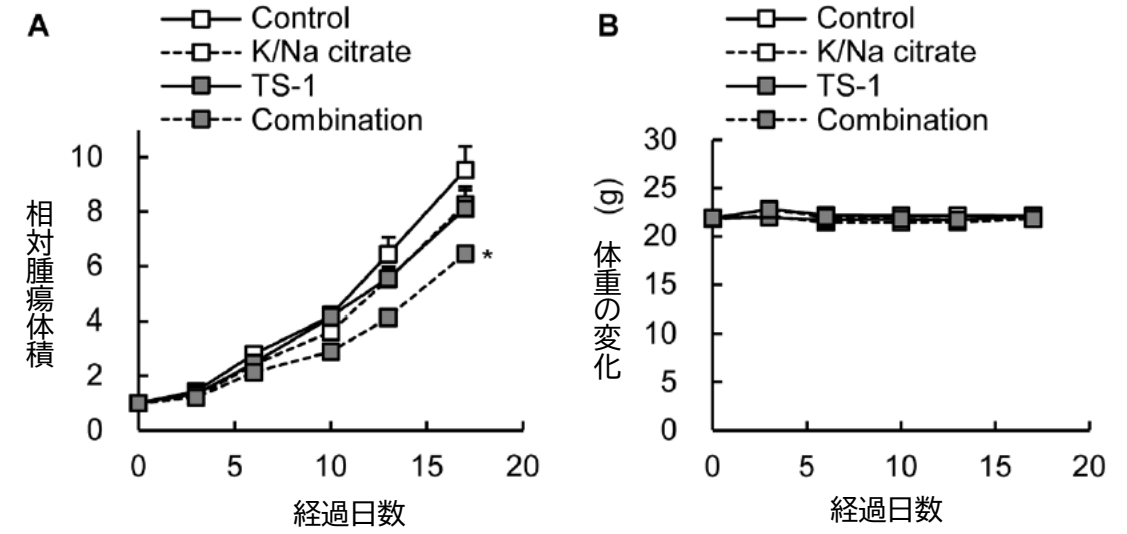 A
Control
K/Na citrate
TS-1
Combination
10
8
6
4
2
0
相対腫瘍体積
*
0 5 10 15 20
経過日数
B
Control
K/Na citrate
TS-1
Combination
30
25
20
15
10
5
0
体重の変化 (g)
0 5 10 15 20
経過日数